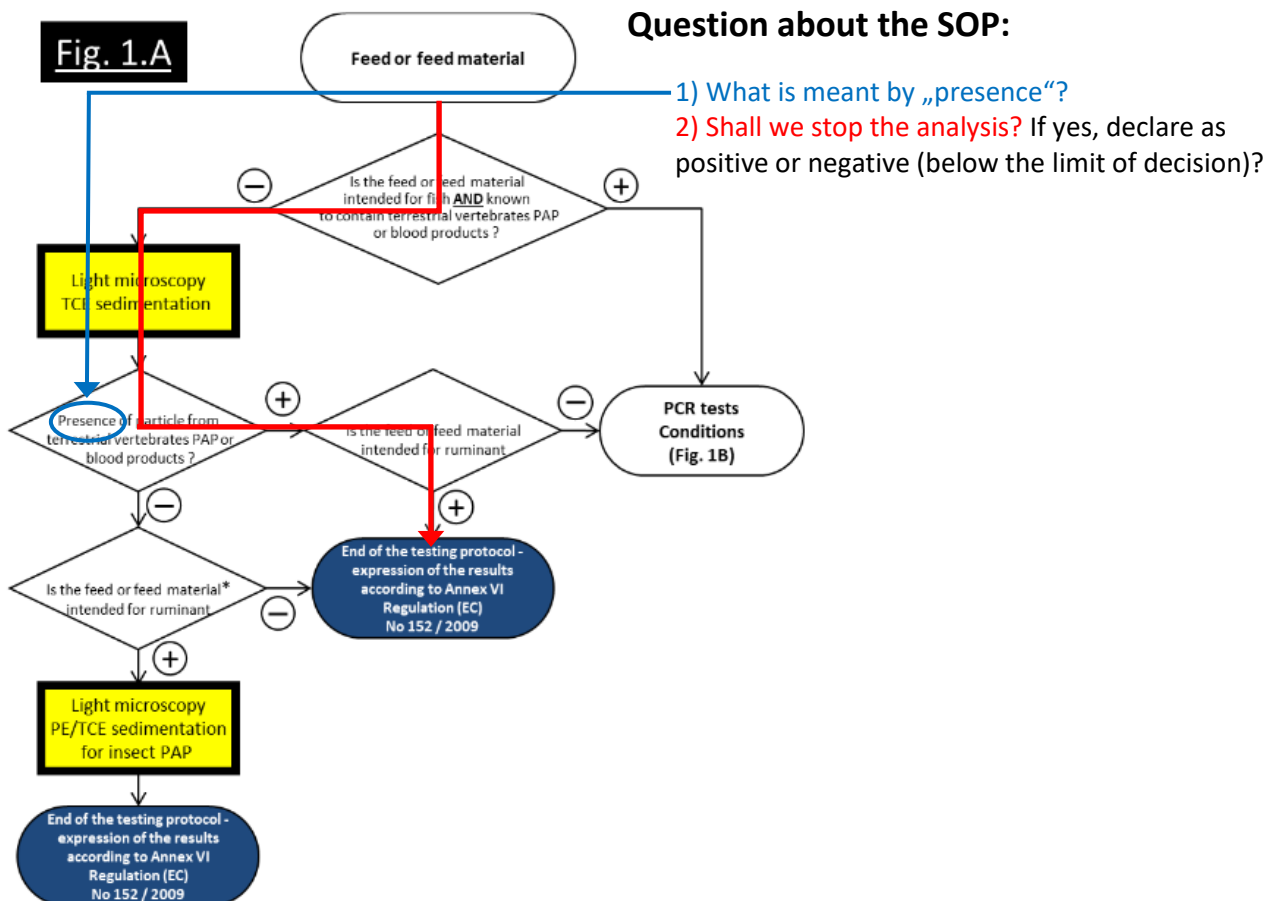 Fig. 1.A
Question about the SOP:
Feed or feed material
1) What is meant by „presence“?
2) Shall we stop the analysis? If yes, declare as
positive or negative (below the limit of decision)?
Is the feed or feed material
intended for fish AND known
to contain terrestrial vertebrates PAP
or blood products ?
−
+
Light microscopy
TCE sedimentation
Presence of particle from
terrestrial vertebrates PAP or
blood products ?
+
Is the feed or feed material
intended for ruminant
−
PCR tests
Conditions
(Fig. 1B)
−
+
Is the feed or feed material*
intended for ruminant
−
End of the testing protocol -
expression of the results
according to Annex VI
Regulation (EC)
No 152 / 2009
+
Light microscopy
PE/TCE sedimentation
for insect PAP
End of the testing protocol -
expression of the results
according to Annex VI
Regulation (EC)
No 152 / 2009